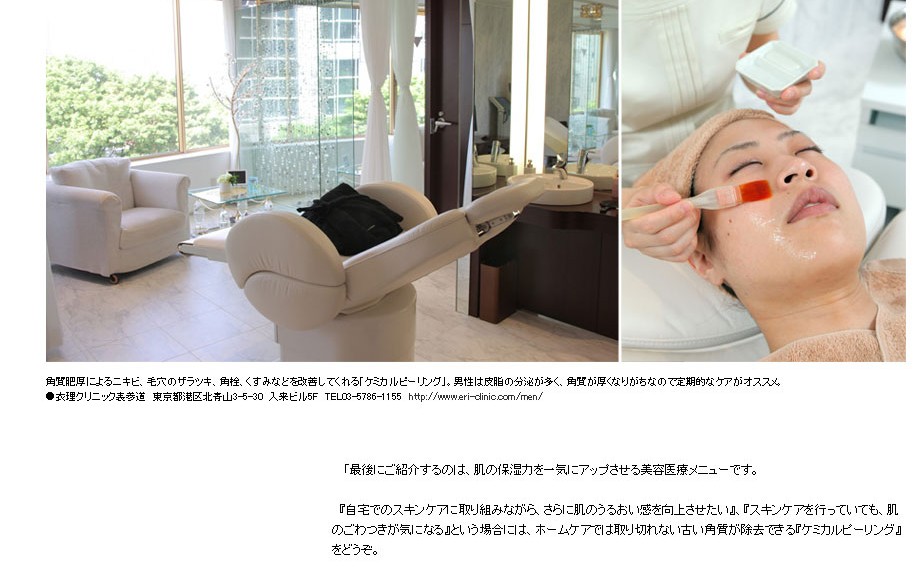 角質肥厚によるニキビ、毛穴のザラツキ、角栓、くすみなどを改善してくれる「ケミカルピーリング」。男性は皮脂の分泌が多く、角質が厚くなりがちなので定期的なケアがオススメ。
●衣理クリニック表参道　東京都港区北青山3-5-30 入来ビル5F　TEL03-5786-1155　http://www.eri-clinic.com/men/
「最後にご紹介するのは、肌の保湿力を一気にアップさせる美容医療メニューです。
『自宅でのスキンケアに取り組みながら、さらに肌のうるおい感を向上させたい』、『スキンケアを行っていても、肌
のごわつきが気になる』という場合には、ホームケアでは取り切れない古い角質が除去できる『ケミカルピーリング』
をどうぞ。